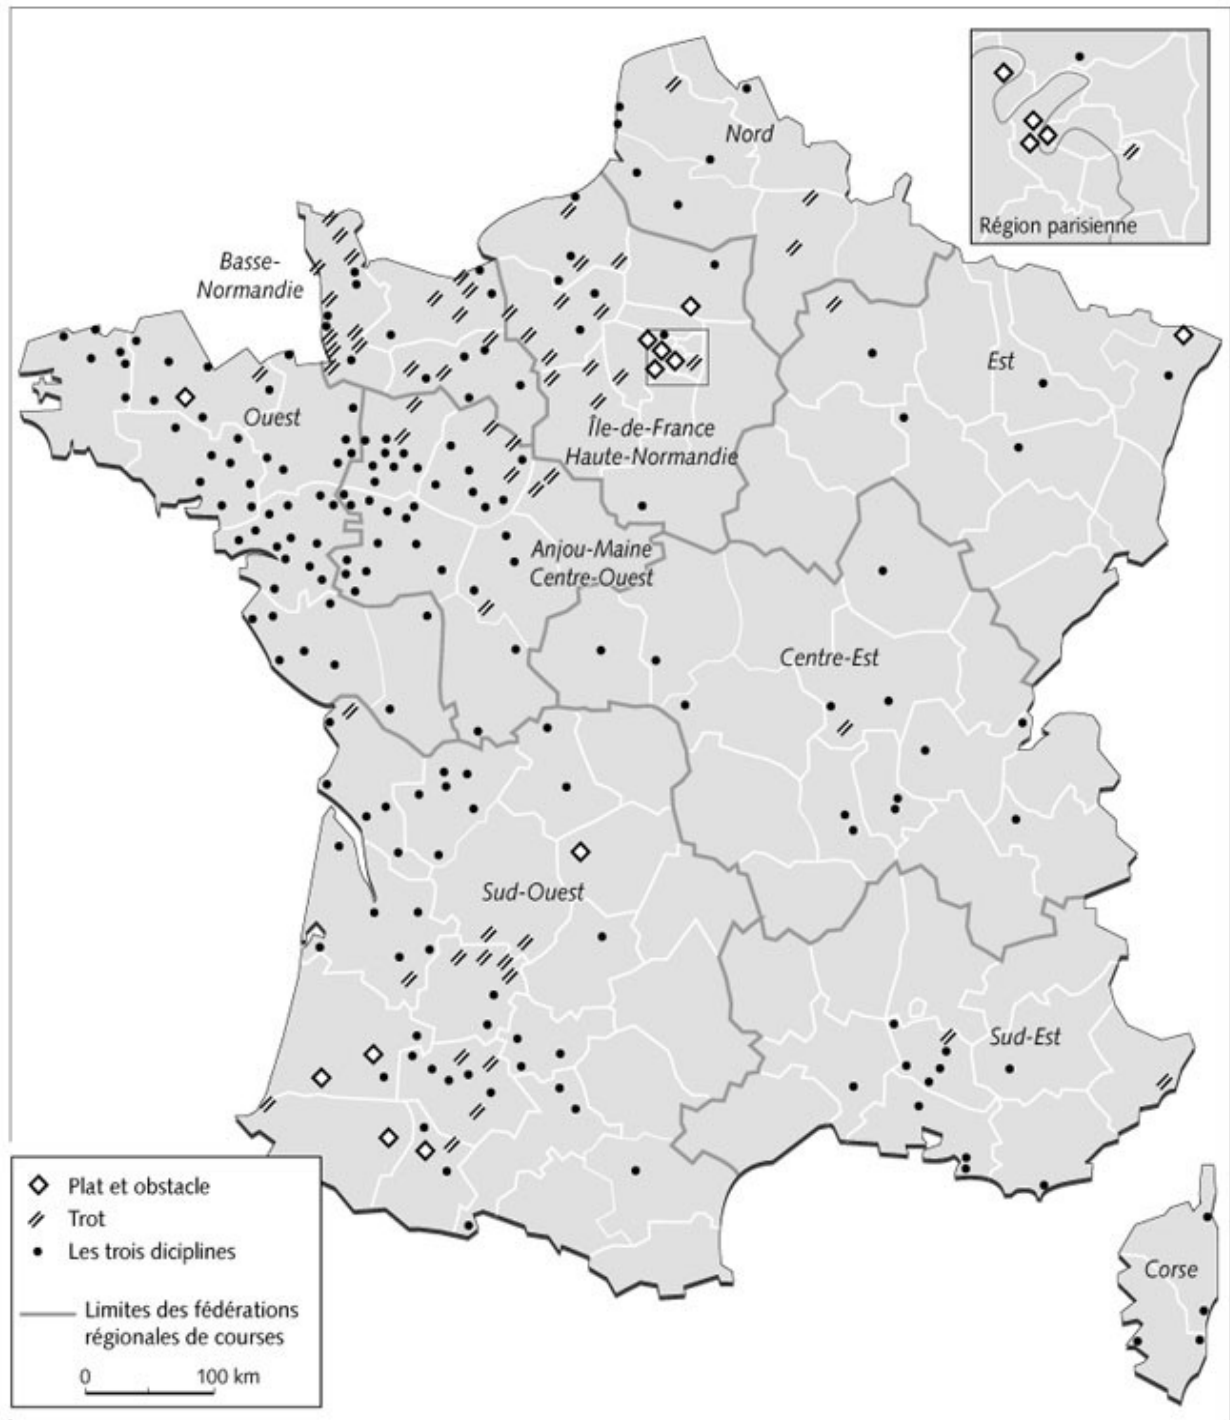 Nord
Région parisienne
Basse-
Normandie
Est
Ouest
Île-de-France
Haute-Normandie
Anjou-Maine
Centre-Ouest
Centre-Est
Sud-Ouest
Sud-Est
Corse
Plat et obstacle
Trot
Les trois diciplines
Limites des fédérations
régionales de courses
0 100 km